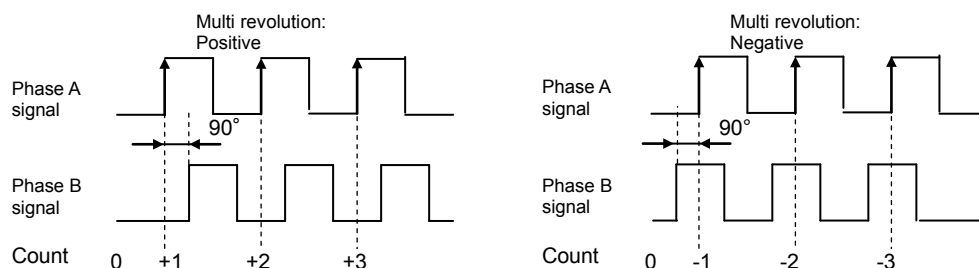 Multi revolution:
Positive
Phase A
signal
90°
Phase B
signal
Count 0 +1 +2 +3
Multi revolution:
Negative
Phase A
signal
90°
Phase B
signal
Count 0 -1 -2 -3